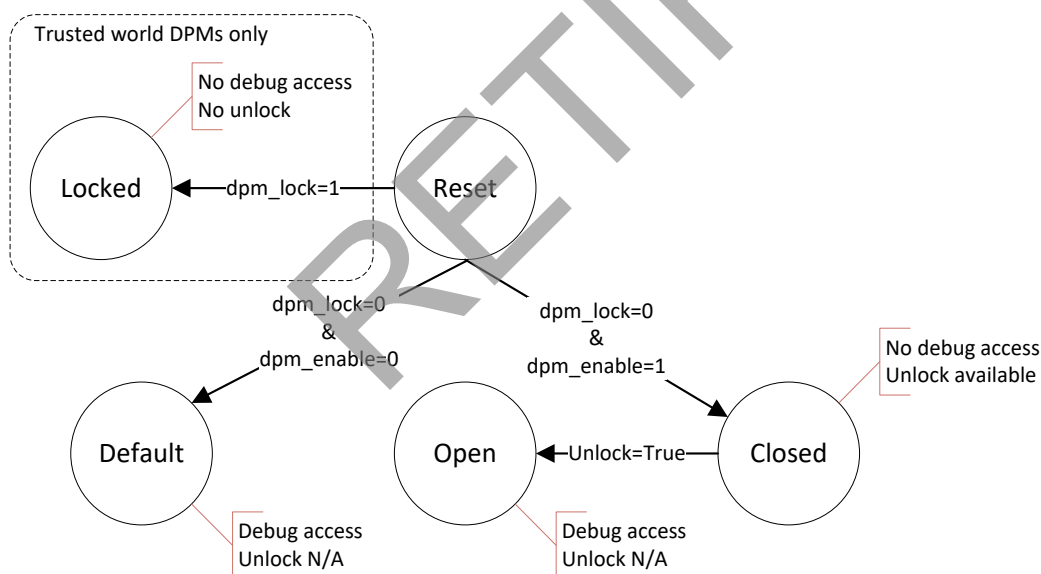 Trusted world DPMs only
No debug access
No unlock
Locked
dpm_lock=1
Reset
dpm_lock=0
&
dpm_enable=0
dpm_lock=0
&
dpm_enable=1
No debug access
Unlock available
Default
Open
Unlock=True
Closed
Debug access
Unlock N/A
Debug access
Unlock N/A